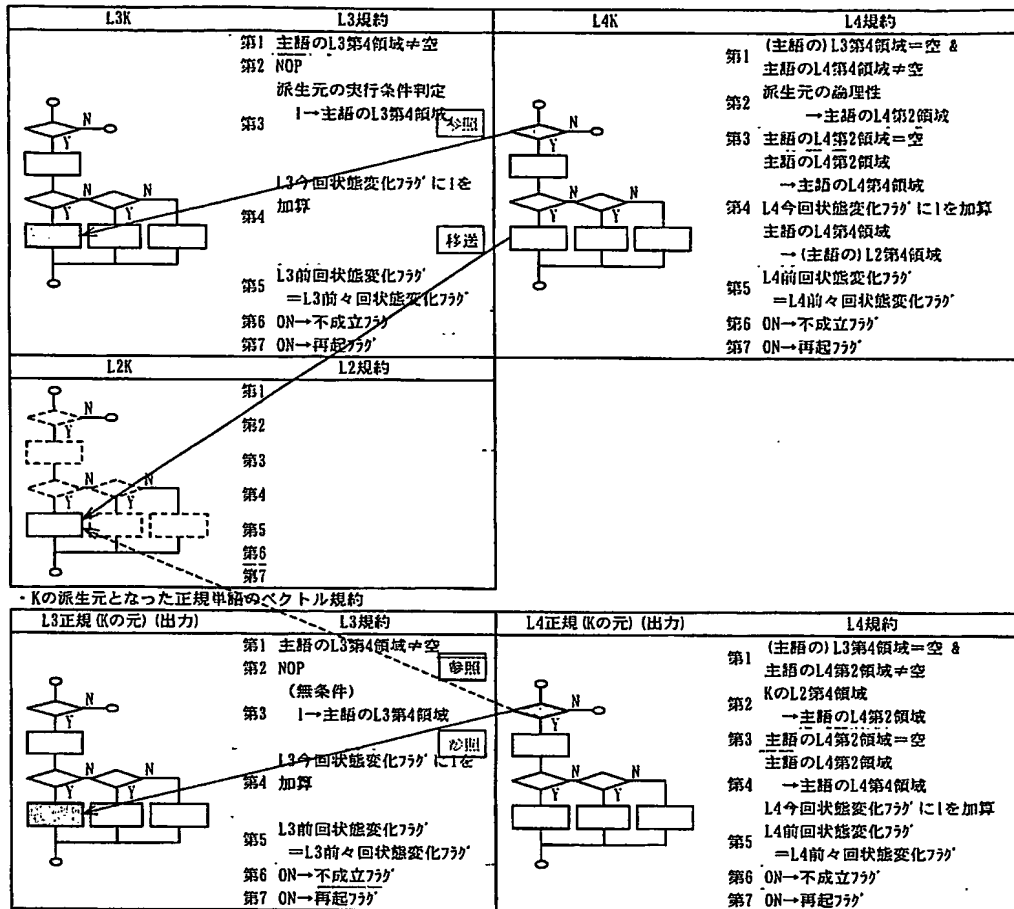 L3K L3規約
第1 主語のL3第4領域≠空
第2 NOP
派生元の実行条件判定
第3 1→主語のL3第4領域
参照
N
Y
L3今回状態変化フラグに1を
第4 加算
N N
Y Y
移送
第5 L3前回状態変化フラグ
=L3前々回状態変化フラグ
第6 ON→不成立フラグ
第7 ON→再起フラグ
L4K L4規約
第1 (主語の)L3第4領域=空 &
主語のL4第4領域≠空
第2 派生元の論理性
→主語のL4第2領域
第3 主語のL4第2領域=空
主語のL4第2領域
→主語のL4第4領域
第4 L4今回状態変化フラグに1を加算
主語のL4第4領域
→(主語の)L2第4領域
第5 L4前回状態変化フラグ
=L4前々回状態変化フラグ
第6 ON→不成立フラグ
第7 ON→再起フラグ
N
Y
N N
Y Y
L2K L2規約
第1
第2
第3
第4
第5
第6
第7
N
Y
N N
Y Y
・Kの派生元となった正規単語のベクトル規約
L3正規(Kの元)(出力) L3規約
第1 主語のL3第4領域≠空
第2 NOP
参照
(無条件)
第3 1→主語のL3第4領域
参照
L3今回状態変化フラグに1を
第4 加算
第5 L3前回状態変化フラグ
=L3前々回状態変化フラグ
第6 ON→不成立フラグ
第7 ON→再起フラグ
N
Y
N N
Y Y
L4正規(Kの元)(出力) L4規約
第1 (主語の)L3第4領域=空 &
主語のL4第2領域≠空
第2 KのL2第4領域
→主語のL4第2領域
第3 主語のL4第2領域=空
主語のL4第2領域
第4 →主語のL4第4領域
L4今回状態変化フラグに1を加算
第5 L4前回状態変化フラグ
=L4前々回状態変化フラグ
第6 ON→不成立フラグ
第7 ON→再起フラグ
N
Y
N N
Y Y